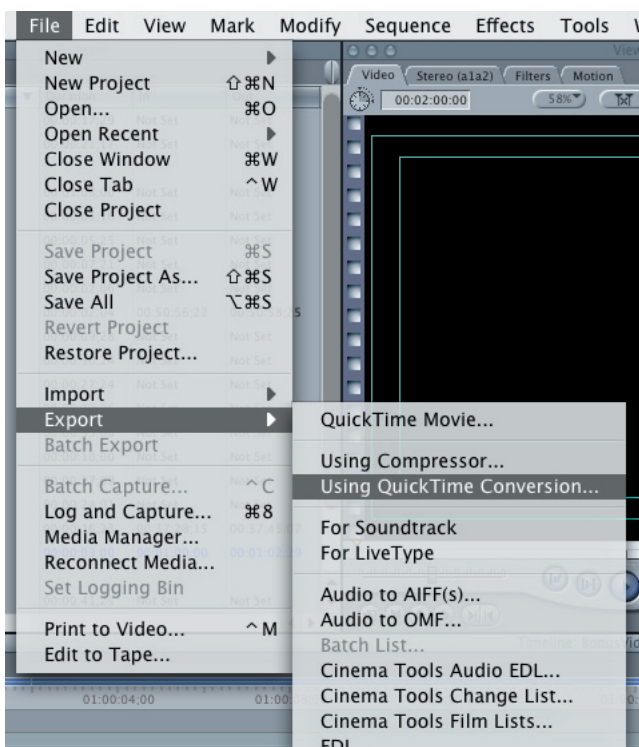 File Edit View Mark Modify Sequence Effects Tools
New
New Project ⇧⌘N
Open... ⌘O
Open Recent
Close Window ⌘W
Close Tab ^W
Close Project
Save Project ⌘S
Save Project As... ⇧⌘S
Save All ⌥⌘S
Revert Project
Restore Project...
Import
Export
Batch Export
Batch Capture... ^C
Log and Capture... ⌘8
Media Manager...
Reconnect Media...
Set Logging Bin
Print to Video... ^M
Edit to Tape...
View
Video Stereo (a1a2) Filters Motion
00:02:00:00 58%
QuickTime Movie...
Using Compressor...
Using QuickTime Conversion...
For Soundtrack
For LiveType
Audio to AIFF(s)...
Audio to OMF...
Batch List...
Cinema Tools Audio EDL...
Cinema Tools Change List...
Cinema Tools Film Lists...
EDL
01:00:04;00